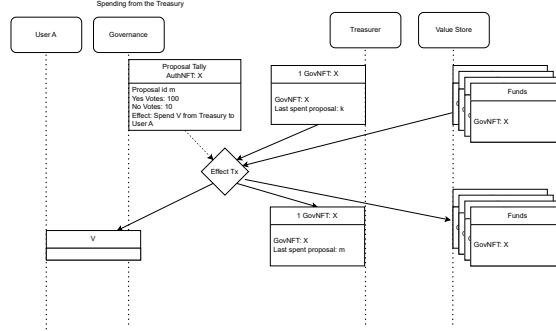 Spending from the Treasury
User A
Governance
Treasurer
Value Store
Proposal Tally
AuthNFT: X
Proposal id m
Yes Votes: 100
No Votes: 10
Effect: Spend V from Treasury to
User A
1 GovNFT: X
GovNFT: X
Last spent proposal: k
Funds
GovNFT: X
Effect Tx
V
1 GovNFT: X
GovNFT: X
Last spent proposal: m
Funds
GovNFT: X